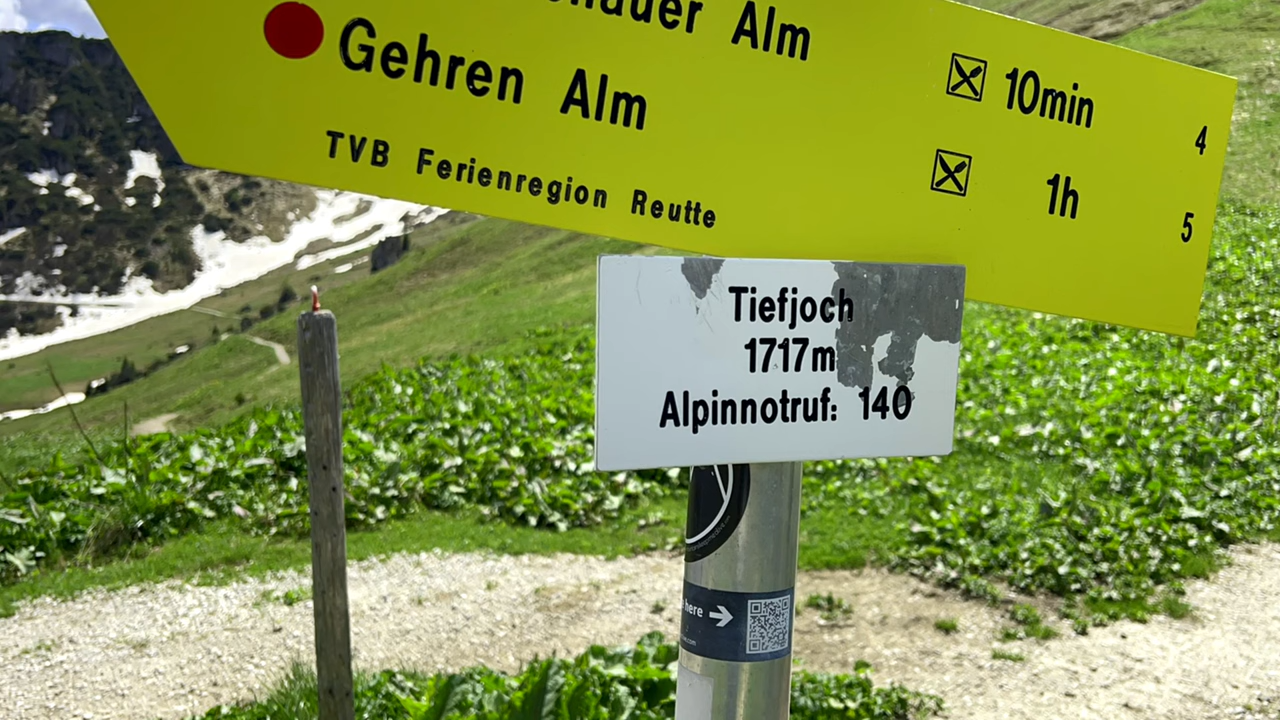 Alm
10min
4
Gehren Alm
1h
5
TVB Ferienregion Reutte
Tiefjoch
1717m
Alpinnotruf: 140
here